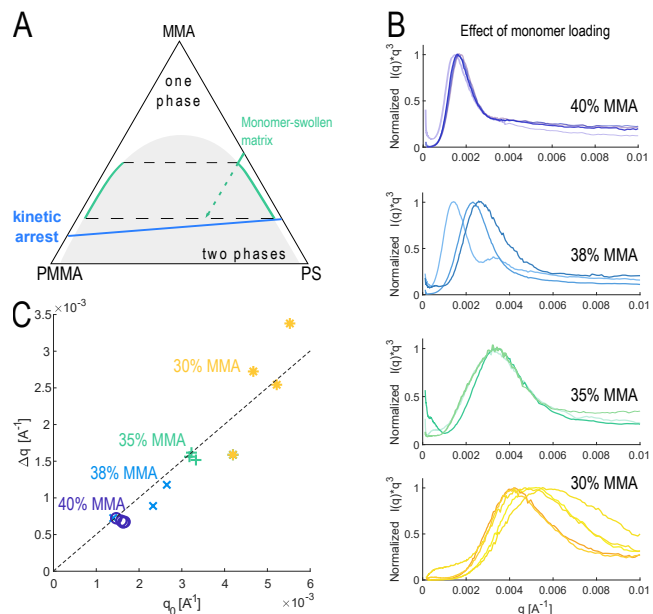 A
MMA
one
phase
Monomer-swollen
matrix
kinetic
arrest
PMMA
two phases
PS
B
Effect of monomer loading
Normalized I(q)*q³
1
0.5
0
0
0.002
0.004
0.006
0.008
0.01
40% MMA
Normalized I(q)*q³
1
0.5
0
0
0.002
0.004
0.006
0.008
0.01
38% MMA
Normalized I(q)*q³
1
0.5
0
0
0.002
0.004
0.006
0.008
0.01
35% MMA
Normalized I(q)*q³
1
0.5
0
0
0.002
0.004
0.006
0.008
0.01
30% MMA
q [A⁻¹]
C
×10⁻³
3.5
3
2.5
2
1.5
1
0.5
0
Δq [A⁻¹]
30% MMA
35% MMA
38% MMA
40% MMA
0
1
2
3
4
5
6
q₀ [A⁻¹]
×10⁻³